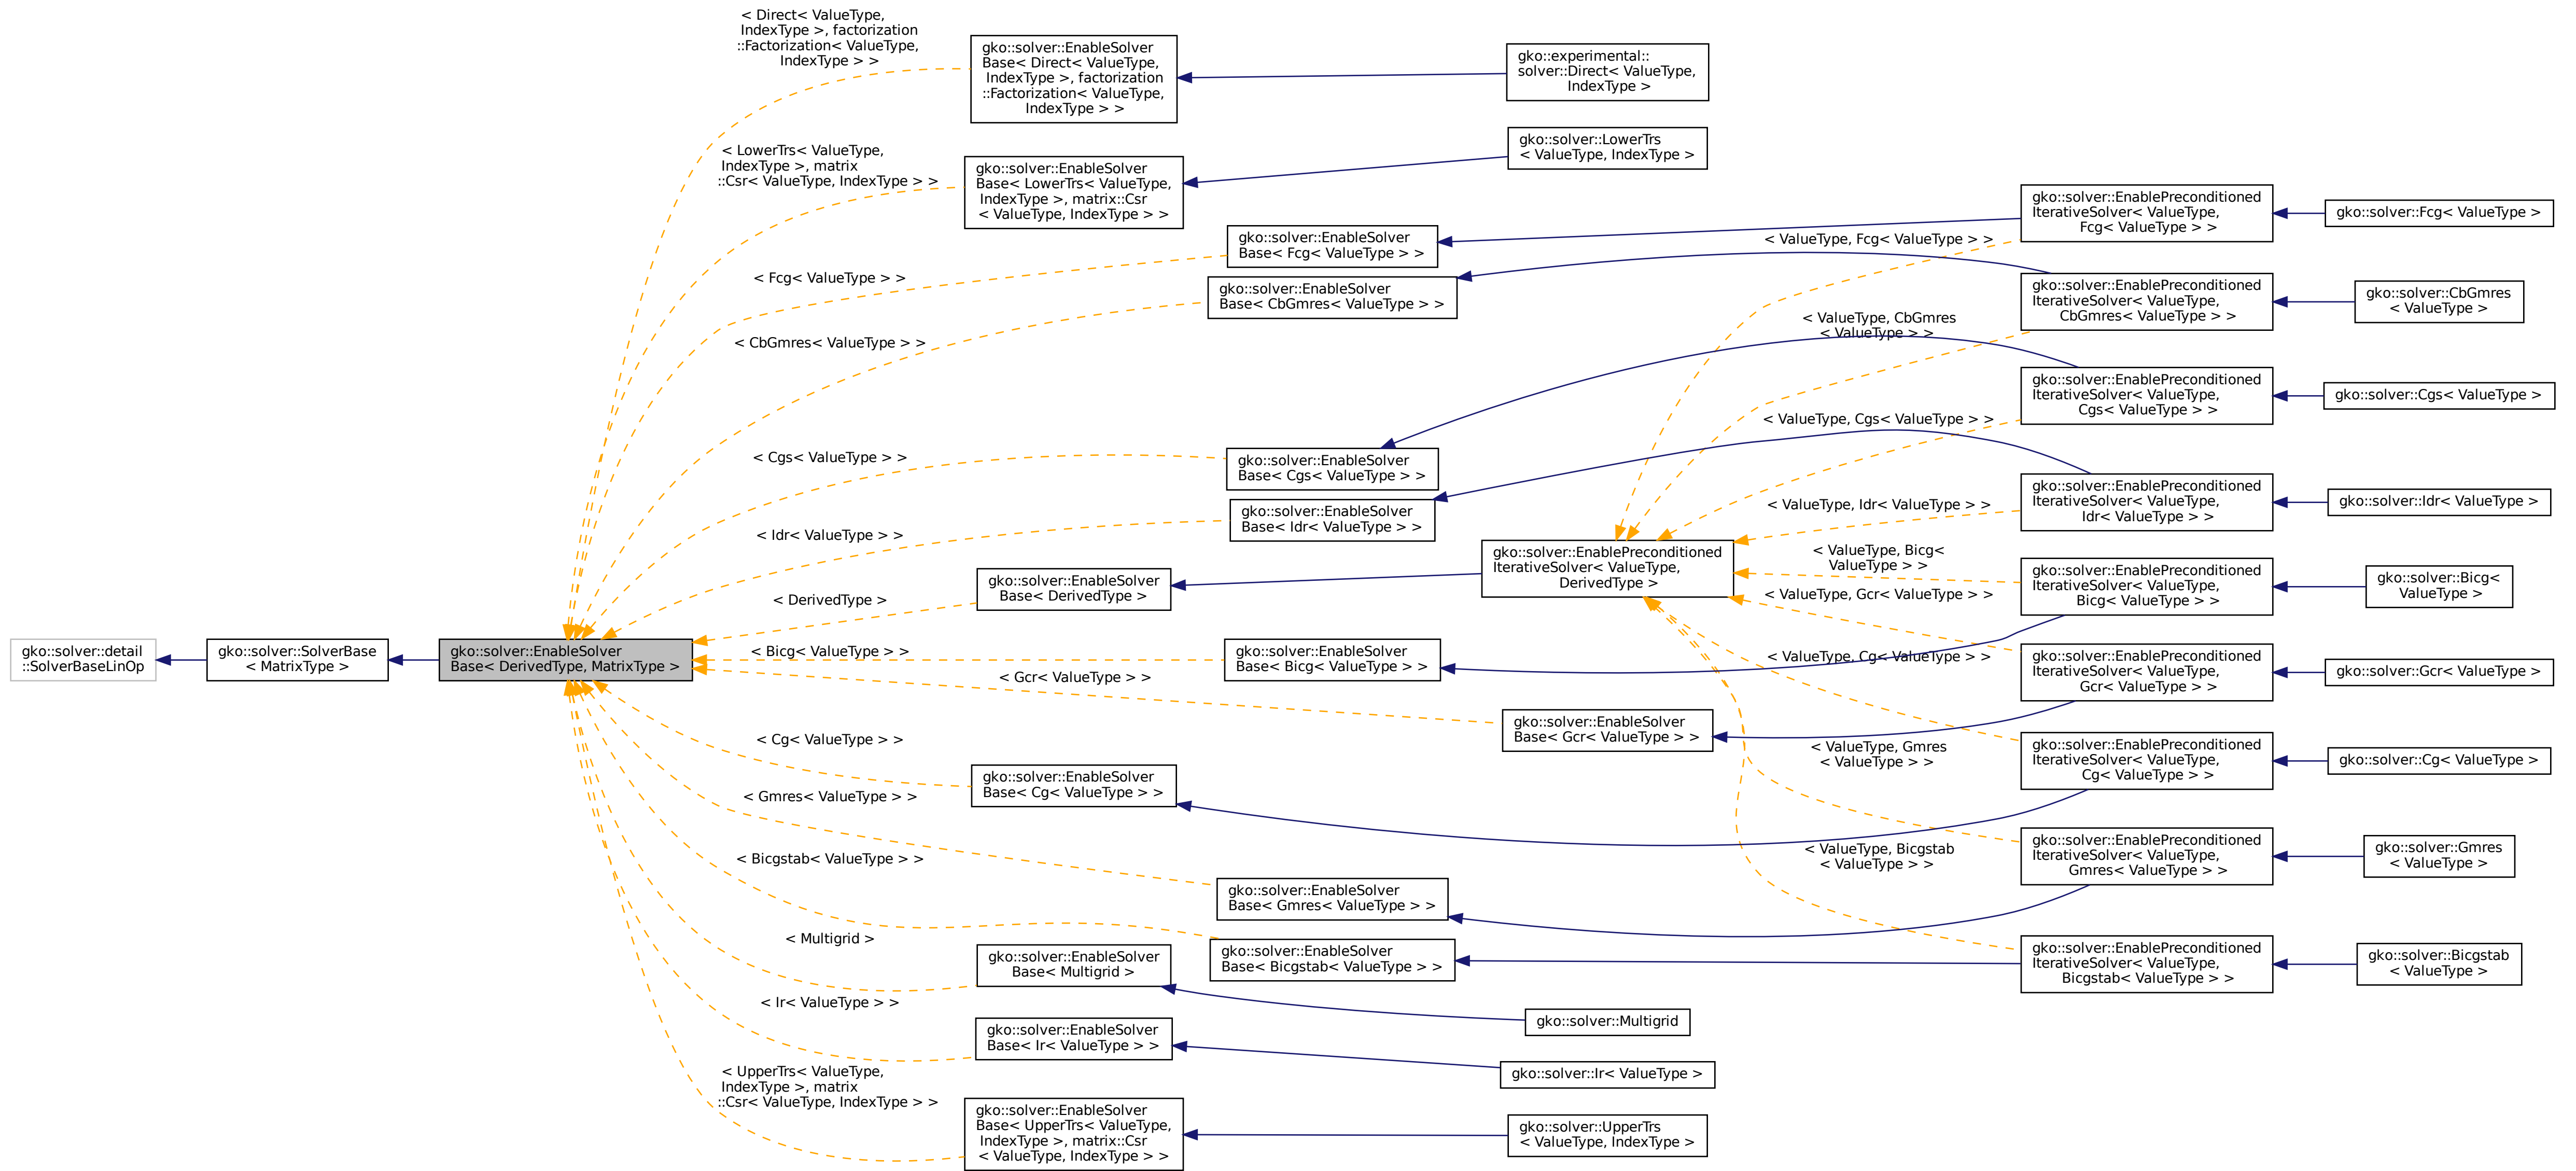 gko::solver::detail
::SolverBaseLinOp
gko::solver::SolverBase
< MatrixType >
gko::solver::EnableSolver
Base< DerivedType, MatrixType >
< Direct< ValueType,
IndexType >, factorization
::Factorization< ValueType,
IndexType > >
< LowerTrs< ValueType,
IndexType >, matrix
::Csr< ValueType, IndexType > >
< Fcg< ValueType > >
< CbGmres< ValueType > >
< Cgs< ValueType > >
< Idr< ValueType > >
< DerivedType >
< Bicg< ValueType > >
< Gcr< ValueType > >
< Cg< ValueType > >
< Gmres< ValueType > >
< Bicgstab< ValueType > >
< Multigrid >
< Ir< ValueType > >
< UpperTrs< ValueType,
IndexType >, matrix
::Csr< ValueType, IndexType > >
gko::solver::EnableSolver
Base< Direct< ValueType,
IndexType >, factorization
::Factorization< ValueType,
IndexType > >
gko::solver::EnableSolver
Base< LowerTrs< ValueType,
IndexType >, matrix::Csr
< ValueType, IndexType > >
gko::solver::EnableSolver
Base< Fcg< ValueType > >
gko::solver::EnableSolver
Base< CbGmres< ValueType > >
gko::solver::EnableSolver
Base< Cgs< ValueType > >
gko::solver::EnableSolver
Base< Idr< ValueType > >
gko::solver::EnableSolver
Base< DerivedType >
gko::solver::EnableSolver
Base< Bicg< ValueType > >
gko::solver::EnableSolver
Base< Gcr< ValueType > >
gko::solver::EnableSolver
Base< Cg< ValueType > >
gko::solver::EnableSolver
Base< Gmres< ValueType > >
gko::solver::EnableSolver
Base< Bicgstab< ValueType > >
gko::solver::EnableSolver
Base< Multigrid >
gko::solver::EnableSolver
Base< Ir< ValueType > >
gko::solver::EnableSolver
Base< UpperTrs< ValueType,
IndexType >, matrix::Csr
< ValueType, IndexType > >
gko::experimental::
solver::Direct< ValueType,
IndexType >
gko::solver::LowerTrs
< ValueType, IndexType >
gko::solver::EnablePreconditioned
IterativeSolver< ValueType,
DerivedType >
gko::solver::Multigrid
gko::solver::Ir< ValueType >
gko::solver::UpperTrs
< ValueType, IndexType >
< ValueType, Fcg< ValueType > >
< ValueType, CbGmres
< ValueType > >
< ValueType, Cgs< ValueType > >
< ValueType, Idr< ValueType > >
< ValueType, Bicg<
ValueType > >
< ValueType, Gcr< ValueType > >
< ValueType, Cg< ValueType > >
< ValueType, Gmres
< ValueType > >
< ValueType, Bicgstab
< ValueType > >
gko::solver::EnablePreconditioned
IterativeSolver< ValueType,
Fcg< ValueType > >
gko::solver::EnablePreconditioned
IterativeSolver< ValueType,
CbGmres< ValueType > >
gko::solver::EnablePreconditioned
IterativeSolver< ValueType,
Cgs< ValueType > >
gko::solver::EnablePreconditioned
IterativeSolver< ValueType,
Idr< ValueType > >
gko::solver::EnablePreconditioned
IterativeSolver< ValueType,
Bicg< ValueType > >
gko::solver::EnablePreconditioned
IterativeSolver< ValueType,
Gcr< ValueType > >
gko::solver::EnablePreconditioned
IterativeSolver< ValueType,
Cg< ValueType > >
gko::solver::EnablePreconditioned
IterativeSolver< ValueType,
Gmres< ValueType > >
gko::solver::EnablePreconditioned
IterativeSolver< ValueType,
Bicgstab< ValueType > >
gko::solver::Fcg< ValueType >
gko::solver::CbGmres
< ValueType >
gko::solver::Cgs< ValueType >
gko::solver::Idr< ValueType >
gko::solver::Bicg<
ValueType >
gko::solver::Gcr< ValueType >
gko::solver::Cg< ValueType >
gko::solver::Gmres
< ValueType >
gko::solver::Bicgstab
< ValueType >